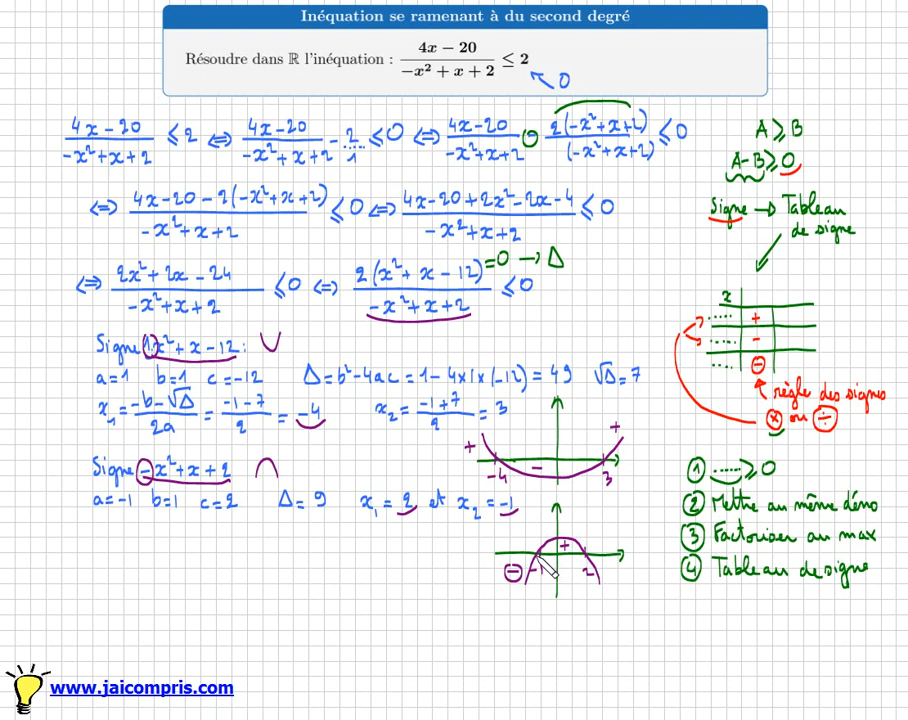 Inéquation se ramenant à du second degré
Résoudre dans ℝ l'inéquation : (4x − 20)/(−x² + x + 2) ≤ 2
↖ 0
(4x−20)/(−x²+x+2) ≤ 2 ⇔ (4x−20)/(−x²+x+2) − 2/1 ≤ 0 ⇔ (4x−20)/(−x²+x+2) − 2(−x²+x+2)/(−x²+x+2) ≤ 0
⇔ (4x−20−2(−x²+x+2))/(−x²+x+2) ≤ 0 ⇔ (4x−20+2x²−2x−4)/(−x²+x+2) ≤ 0
⇔ (2x²+2x−24)/(−x²+x+2) ≤ 0 ⇔ 2(x²+x−12)/(−x²+x+2) ≤ 0
=0 → Δ
Signe 1x²+x−12 : ∪
a=1 b=1 c=−12 Δ=b²−4ac = 1−4×1×(−12) = 49 √Δ=7
x₁ = (−b−√Δ)/2a = (−1−7)/2 = −4 x₂ = (−1+7)/2 = 3
+ − +
−4 3
Signe −x²+x+2 ∩
a=−1 b=1 c=2 Δ=9 x₁ = 2 et x₂ = −1
+
− −1 2
A ≥ B
A−B ≥ 0
Signe → Tableau
de signe
x
..... +
..... −
..... −
règle des signes
× ou ÷
① ...... ≥ 0
② Mettre au même déno
③ Factoriser au max
④ Tableau de signe
www.jaicompris.com